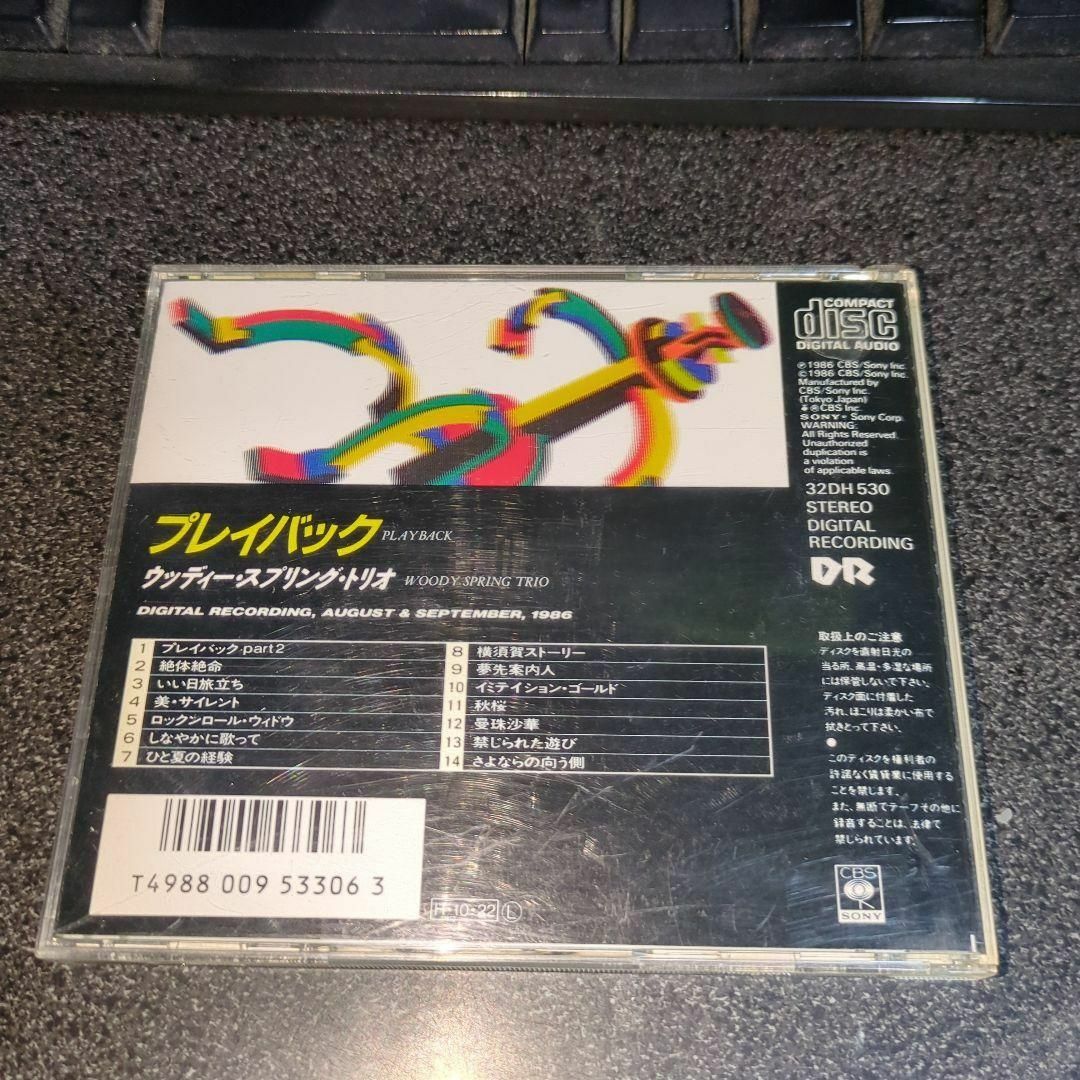 COMPACT
disc
DIGITAL AUDIO
℗1986 CBS/Sony Inc.
©1986 CBS/Sony Inc.
Manufactured by
CBS/Sony Inc.
(Tokyo Japan)
CBS Inc.
SONY® Sony Corp.
WARNING:
All Rights Reserved.
Unauthorized
duplication is
a violation
of applicable laws.
32DH 530
STEREO
DIGITAL
RECORDING
DR
プレイバック PLAYBACK
ウッディー・スプリング・トリオ WOODY SPRING TRIO
DIGITAL RECORDING, AUGUST & SEPTEMBER, 1986
1 プレイバック part2
2 絶体絶命
3 いい日旅立ち
4 美・サイレント
5 ロックンロール・ウィドウ
6 しなやかに歌って
7 ひと夏の経験
8 横須賀ストーリー
9 夢先案内人
10 イミテイション・ゴールド
11 秋桜
12 曼珠沙華
13 禁じられた遊び
14 さよならの向う側
取扱上のご注意
ディスクを直射日光の
当る所、高温・多湿な場所
には保管しないで下さい。
ディスク面に付着した
汚れ、ほこりは柔かい布で
拭きとって下さい。
●
このディスクを権利者の
許諾なく賃貸業に使用する
ことを禁じます。
また、無断でテープその他に
録音することは、法律で
禁じられています。
T4988 009 53306 3
H・10・22 Ⓛ
CBS
SONY